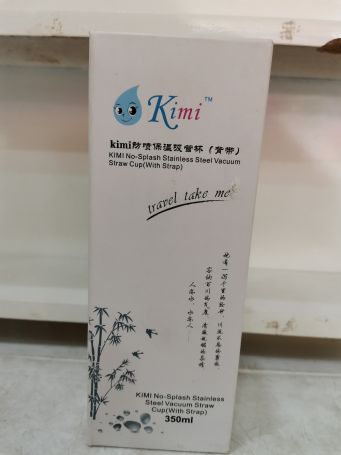 Kimi™
kimi防喷保温吸管杯（背带）
KIMI No-Splash Stainless Steel Vacuum
Straw Cup(With Strap)
travel take me
KIMI No-Splash Stainless
Steel Vacuum Straw
Cup(With Strap)
350ml